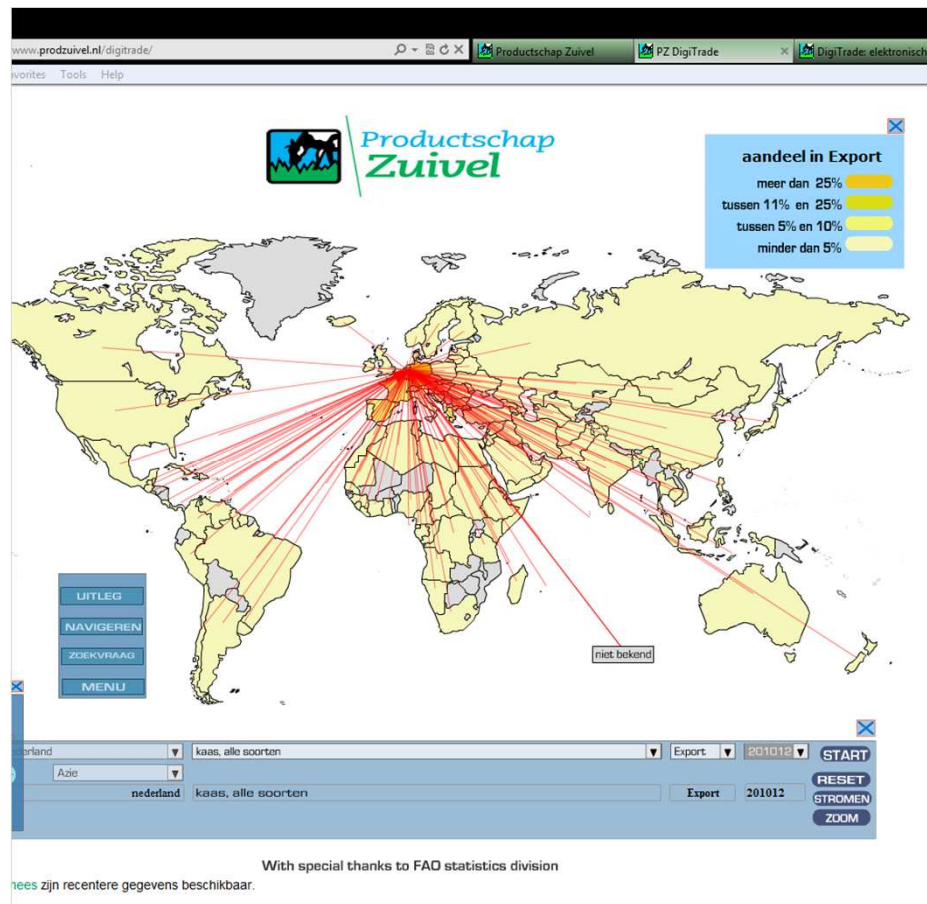 www.prodzuivel.nl/digitrade/
Productschap Zuivel
PZ DigiTrade
DigiTrade: elektronisch
avorites Tools Help
Productschap
Zuivel
aandeel in Export
meer dan 25%
tussen 11% en 25%
tussen 5% en 10%
minder dan 5%
niet bekend
UITLEG
NAVIGEREN
ZOEKVRAAG
MENU
kaas, alle soorten Export 201012 START
Azie RESET
nederland kaas, alle soorten Export 201012 STROMEN
ZOOM
With special thanks to FAO statistics division
zijn recentere gegevens beschikbaar.